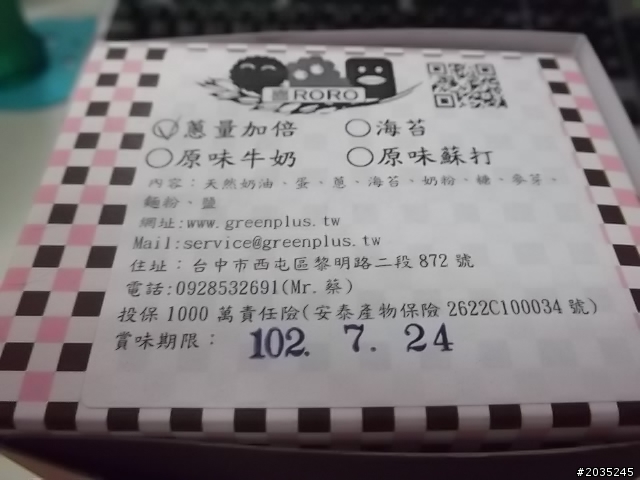 RORO
蔥量加倍 海苔
原味牛奶 原味蘇打
內容：天然奶油、蛋、蔥、海苔、奶粉、糖、麥芽、
麵粉、鹽
網址:www.greenplus.tw
Mail:service@greenplus.tw
住址：台中市西屯區黎明路二段872號
電話:0928532691(Mr.蔡)
投保1000萬責任險(安泰產物保險2622C100034號)
賞味期限： 102. 7. 24
#2035245